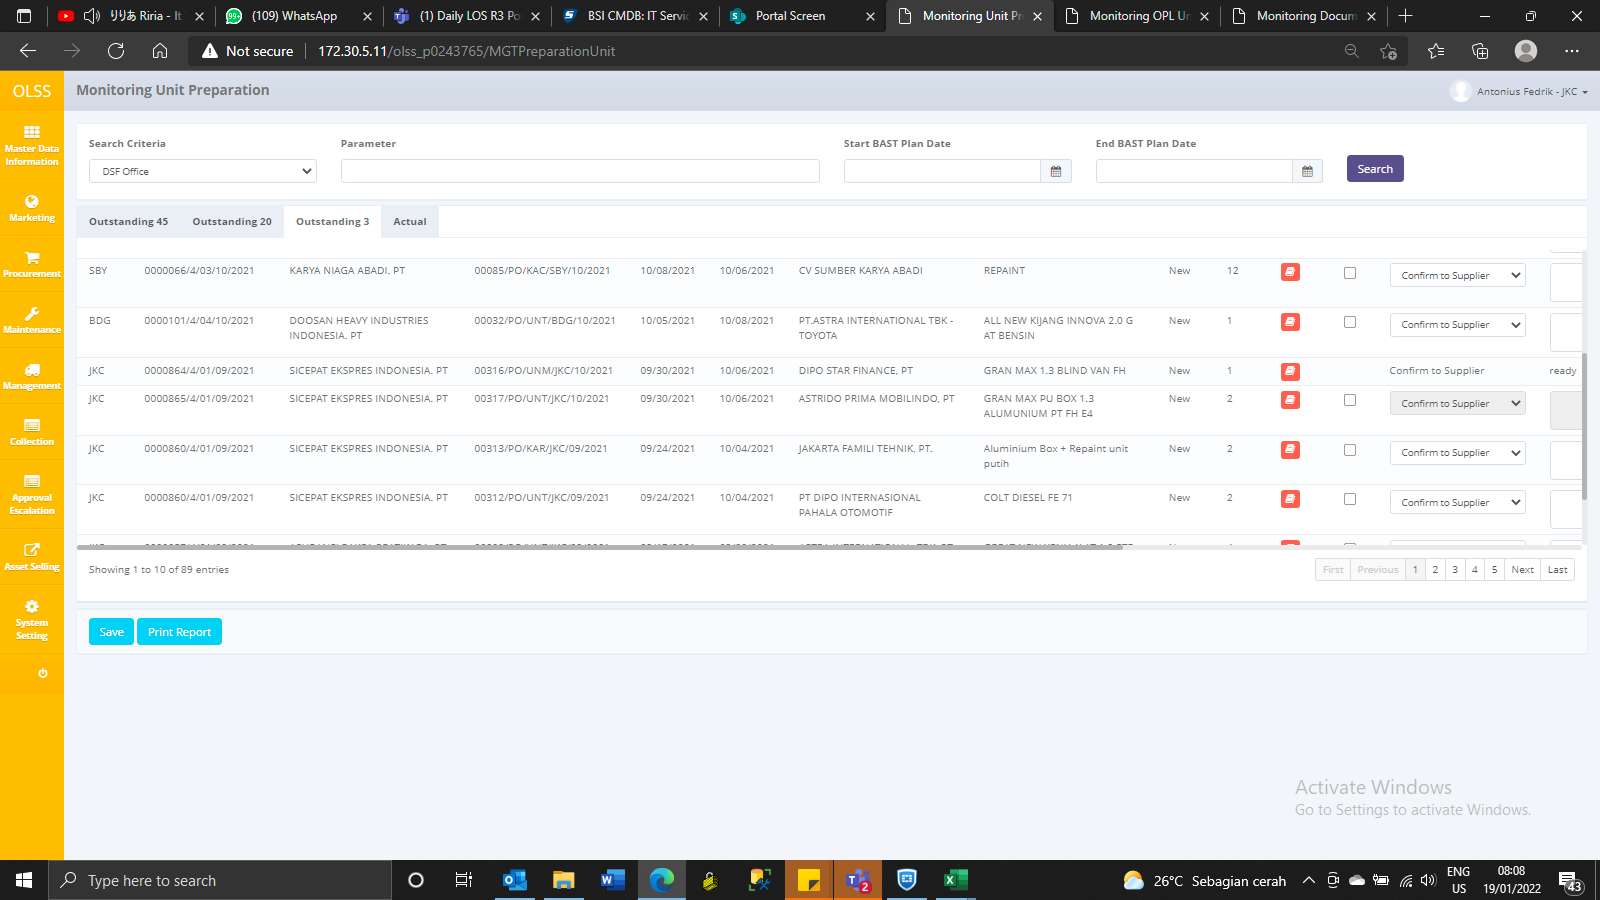 りりあ Riria - It
(109) WhatsApp
(1) Daily LOS R3 Po
BSI CMDB: IT Servic
Portal Screen
Monitoring Unit Pr
Monitoring OPL Un
Monitoring Docum
Not secure
172.30.5.11/olss_p0243765/MGTPreparationUnit
OLSS
Monitoring Unit Preparation
Antonius Fedrik - JKC
Master Data
Information
Marketing
Procurement
Maintenance
Management
Collection
Approval
Escalation
Asset Selling
System
Setting
Search Criteria
Parameter
Start BAST Plan Date
End BAST Plan Date
DSF Office
Search
Outstanding 45
Outstanding 20
Outstanding 3
Actual
SBY 0000066/4/03/10/2021 KARYA NIAGA ABADI. PT 00085/PO/KAC/SBY/10/2021 10/08/2021 10/06/2021 CV SUMBER KARYA ABADI REPAINT New 12 Confirm to Supplier
BDG 0000101/4/04/10/2021 DOOSAN HEAVY INDUSTRIES 00032/PO/UNT/BDG/10/2021 10/05/2021 10/08/2021 PT.ASTRA INTERNATIONAL TBK - ALL NEW KIJANG INNOVA 2.0 G New 1 Confirm to Supplier
INDONESIA. PT TOYOTA AT BENSIN
JKC 0000864/4/01/09/2021 SICEPAT EKSPRES INDONESIA. PT 00316/PO/UNM/JKC/10/2021 09/30/2021 10/06/2021 DIPO STAR FINANCE, PT GRAN MAX 1.3 BLIND VAN FH New 1 Confirm to Supplier ready
JKC 0000865/4/01/09/2021 SICEPAT EKSPRES INDONESIA. PT 00317/PO/UNT/JKC/10/2021 09/30/2021 10/06/2021 ASTRIDO PRIMA MOBILINDO, PT GRAN MAX PU BOX 1.3 New 2 Confirm to Supplier
ALUMUNIUM PT FH E4
JKC 0000860/4/01/09/2021 SICEPAT EKSPRES INDONESIA. PT 00313/PO/KAR/JKC/09/2021 09/24/2021 10/04/2021 JAKARTA FAMILI TEHNIK, PT. Aluminium Box + Repaint unit New 2 Confirm to Supplier
putih
JKC 0000860/4/01/09/2021 SICEPAT EKSPRES INDONESIA. PT 00312/PO/UNT/JKC/09/2021 09/24/2021 10/04/2021 PT DIPO INTERNASIONAL COLT DIESEL FE 71 New 2 Confirm to Supplier
PAHALA OTOMOTIF
Showing 1 to 10 of 89 entries
First Previous 1 2 3 4 5 Next Last
Save
Print Report
Activate Windows
Go to Settings to activate Windows.
Type here to search
2
26°C Sebagian cerah
ENG
US
08:08
19/01/2022
43